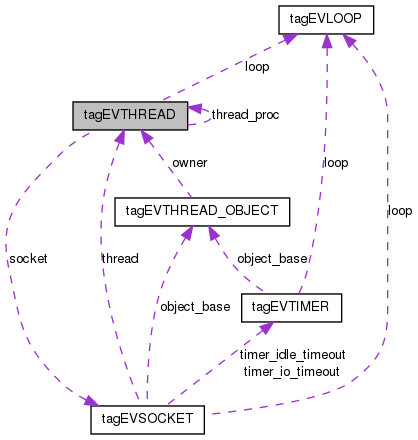 tagEVLOOP
loop
tagEVTHREAD
thread_proc
owner
loop
tagEVTHREAD_OBJECT
loop
socket
thread
object_base
object_base
tagEVTIMER
timer_idle_timeout
timer_io_timeout
tagEVSOCKET